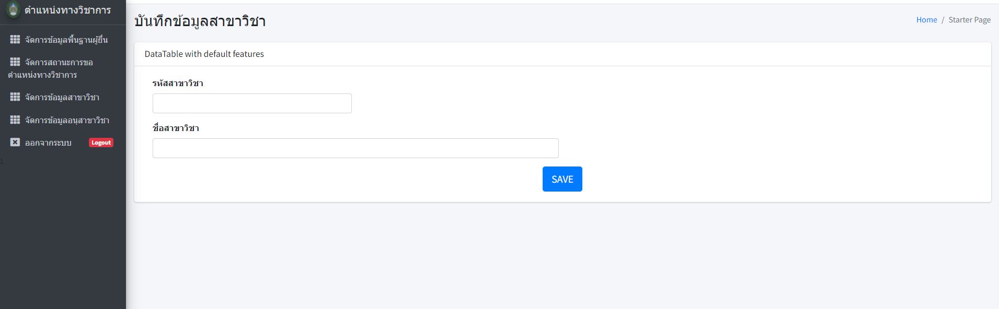 ตำแหน่งทางวิชาการ
จัดการข้อมูลพื้นฐานผู้ยื่น
จัดการสถานะการขอ
ตำแหน่งทางวิชาการ
จัดการข้อมูลสาขาวิชา
จัดการข้อมูลอนุสาขาวิชา
ออกจากระบบ Logout
1
บันทึกข้อมูลสาขาวิชา
Home / Starter Page
DataTable with default features
รหัสสาขาวิชา
ชื่อสาขาวิชา
SAVE